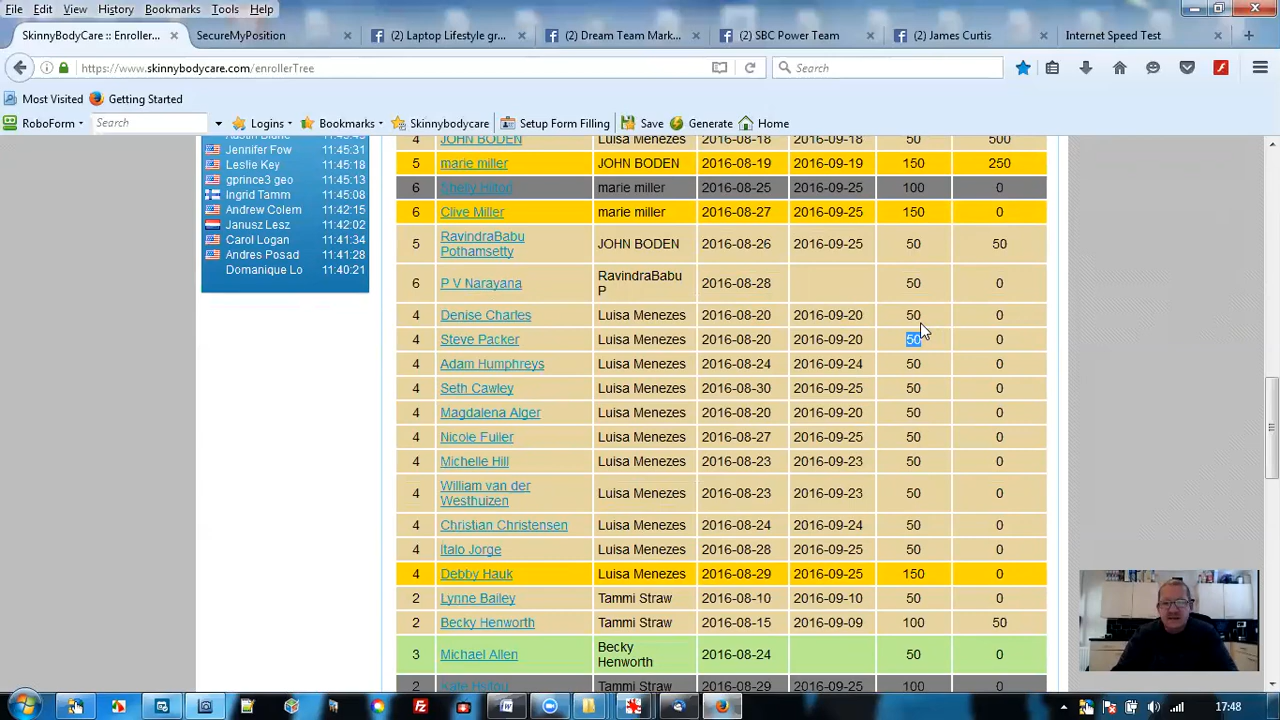 File Edit View History Bookmarks Tools Help
SkinnyBodyCare :: Enroller... SecureMyPosition (2) Laptop Lifestyle gr... (2) Dream Team Mark... (2) SBC Power Team (2) James Curtis Internet Speed Test
https://www.skinnybodycare.com/enrollerTree Search
Most Visited Getting Started
RoboForm Search Logins Bookmarks Skinnybodycare Setup Form Filling Save Generate Home
Jennifer Fow 11:45:31
Leslie Key 11:45:18
gprince3 geo 11:45:13
Ingrid Tamm 11:45:08
Andrew Colem 11:42:15
Janusz Lesz 11:42:02
Carol Logan 11:41:34
Andres Posad 11:41:28
Domanique Lo 11:40:21
4 JOHN BODEN Luisa Menezes 2016-08-18 2016-09-18 50 500
5 marie miller JOHN BODEN 2016-08-19 2016-09-19 150 250
6 Shelly Hilton marie miller 2016-08-25 2016-09-25 100 0
6 Clive Miller marie miller 2016-08-27 2016-09-25 150 0
5 RavindraBabu Pothamsetty JOHN BODEN 2016-08-26 2016-09-25 50 50
6 P V Narayana RavindraBabu P 2016-08-28 50 0
4 Denise Charles Luisa Menezes 2016-08-20 2016-09-20 50 0
4 Steve Packer Luisa Menezes 2016-08-20 2016-09-20 50 0
4 Adam Humphreys Luisa Menezes 2016-08-24 2016-09-24 50 0
4 Seth Cawley Luisa Menezes 2016-08-30 2016-09-25 50 0
4 Magdalena Alger Luisa Menezes 2016-08-20 2016-09-20 50 0
4 Nicole Fulier Luisa Menezes 2016-08-27 2016-09-25 50 0
4 Michelle Hill Luisa Menezes 2016-08-23 2016-09-23 50 0
4 William van der Westhuizen Luisa Menezes 2016-08-23 2016-09-23 50 0
4 Christian Christensen Luisa Menezes 2016-08-24 2016-09-24 50 0
4 Italo Jorge Luisa Menezes 2016-08-28 2016-09-25 50 0
4 Debby Hauk Luisa Menezes 2016-08-29 2016-09-25 150 0
2 Lynne Bailey Tammi Straw 2016-08-10 2016-09-10 50 0
2 Becky Henworth Tammi Straw 2016-08-15 2016-09-09 100 50
3 Michael Allen Becky Henworth 2016-08-24 50 0
2 Tammi Straw 2016-08-29 2016-09-25 100 0
17:48